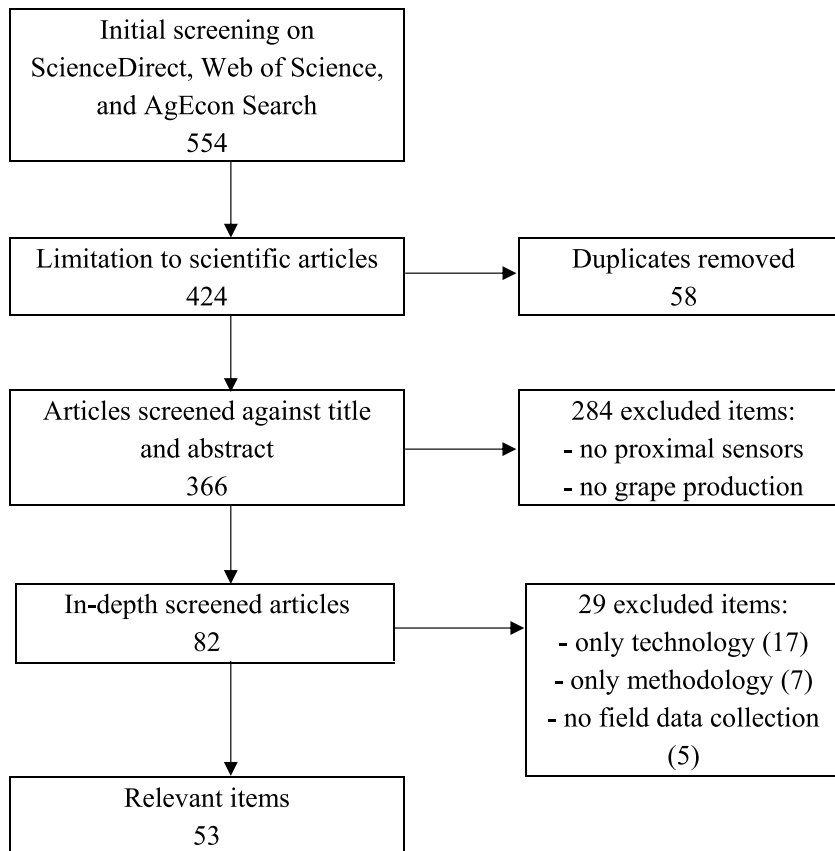 Initial screening on
ScienceDirect, Web of Science,
and AgEcon Search
554
Limitation to scientific articles
424
Duplicates removed
58
Articles screened against title
and abstract
366
284 excluded items:
- no proximal sensors
- no grape production
In-depth screened articles
82
29 excluded items:
- only technology (17)
- only methodology (7)
- no field data collection
(5)
Relevant items
53